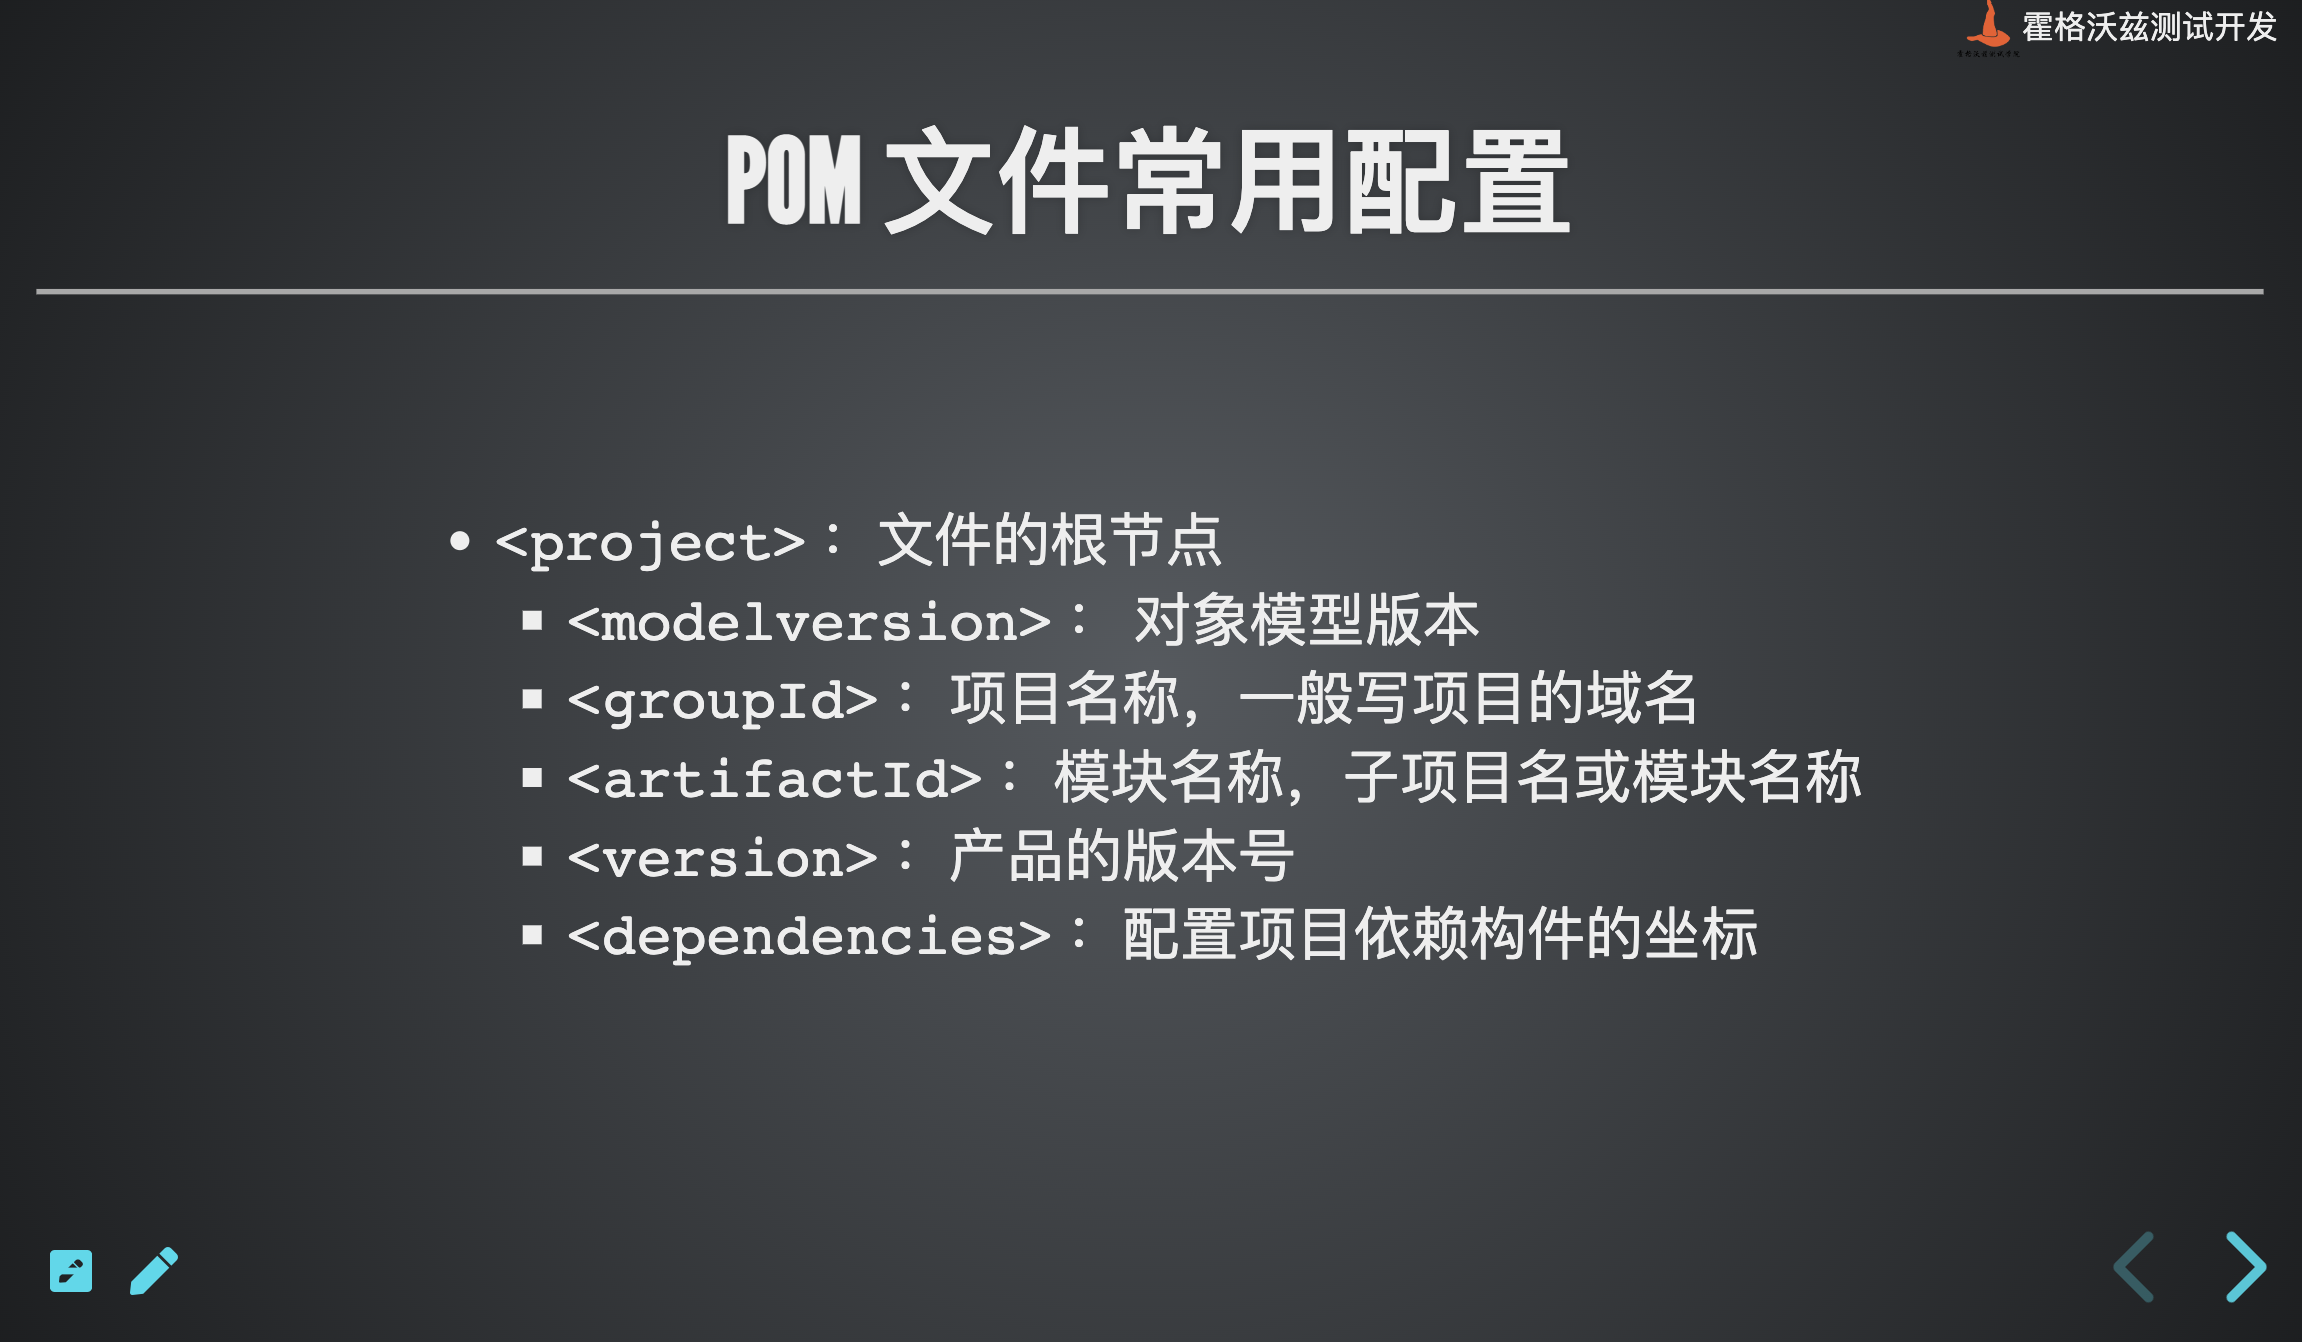 霍格沃兹测试开发
POM 文件常用配置
• <project>：文件的根节点
▪ <modelversion>： 对象模型版本
▪ <groupId>：项目名称，一般写项目的域名
▪ <artifactId>：模块名称，子项目名或模块名称
▪ <version>：产品的版本号
▪ <dependencies>：配置项目依赖构件的坐标